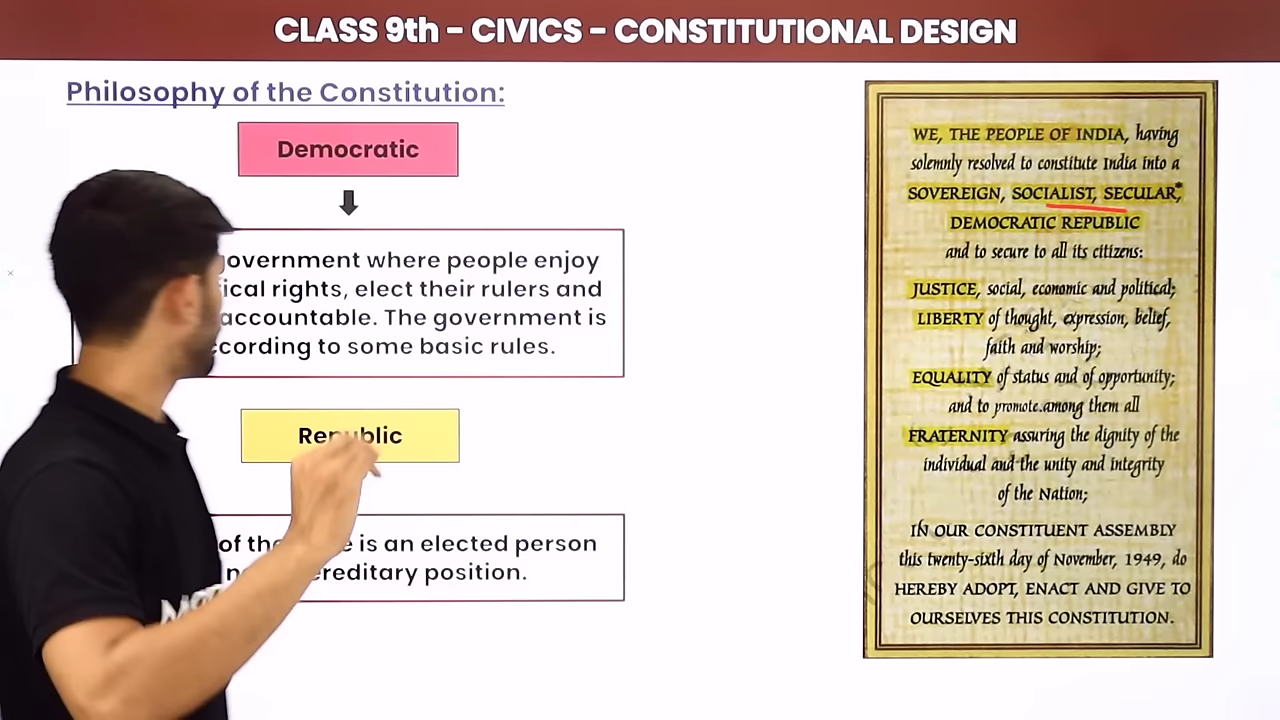 CLASS 9th - CIVICS - CONSTITUTIONAL DESIGN
Philosophy of the Constitution:
Democratic
overnment where people enjoy
ical rights, elect their rulers and
accountable. The government is
cording to some basic rules.
Republic
of the is an elected person
ereditary position.
WE, THE PEOPLE OF INDIA, having
solemnly resolved to constitute India into a
SOVEREIGN, SOCIALIST, SECULAR,*
DEMOCRATIC REPUBLIC
and to secure to all its citizens:
JUSTICE, social, economic and political;
LIBERTY of thought, expression, belief,
faith and worship;
EQUALITY of status and of opportunity;
and to promote among them all
FRATERNITY assuring the dignity of the
individual and the unity and integrity
of the Nation;
IN OUR CONSTITUENT ASSEMBLY
this twenty-sixth day of November, 1949, do
HEREBY ADOPT, ENACT AND GIVE TO
OURSELVES THIS CONSTITUTION.